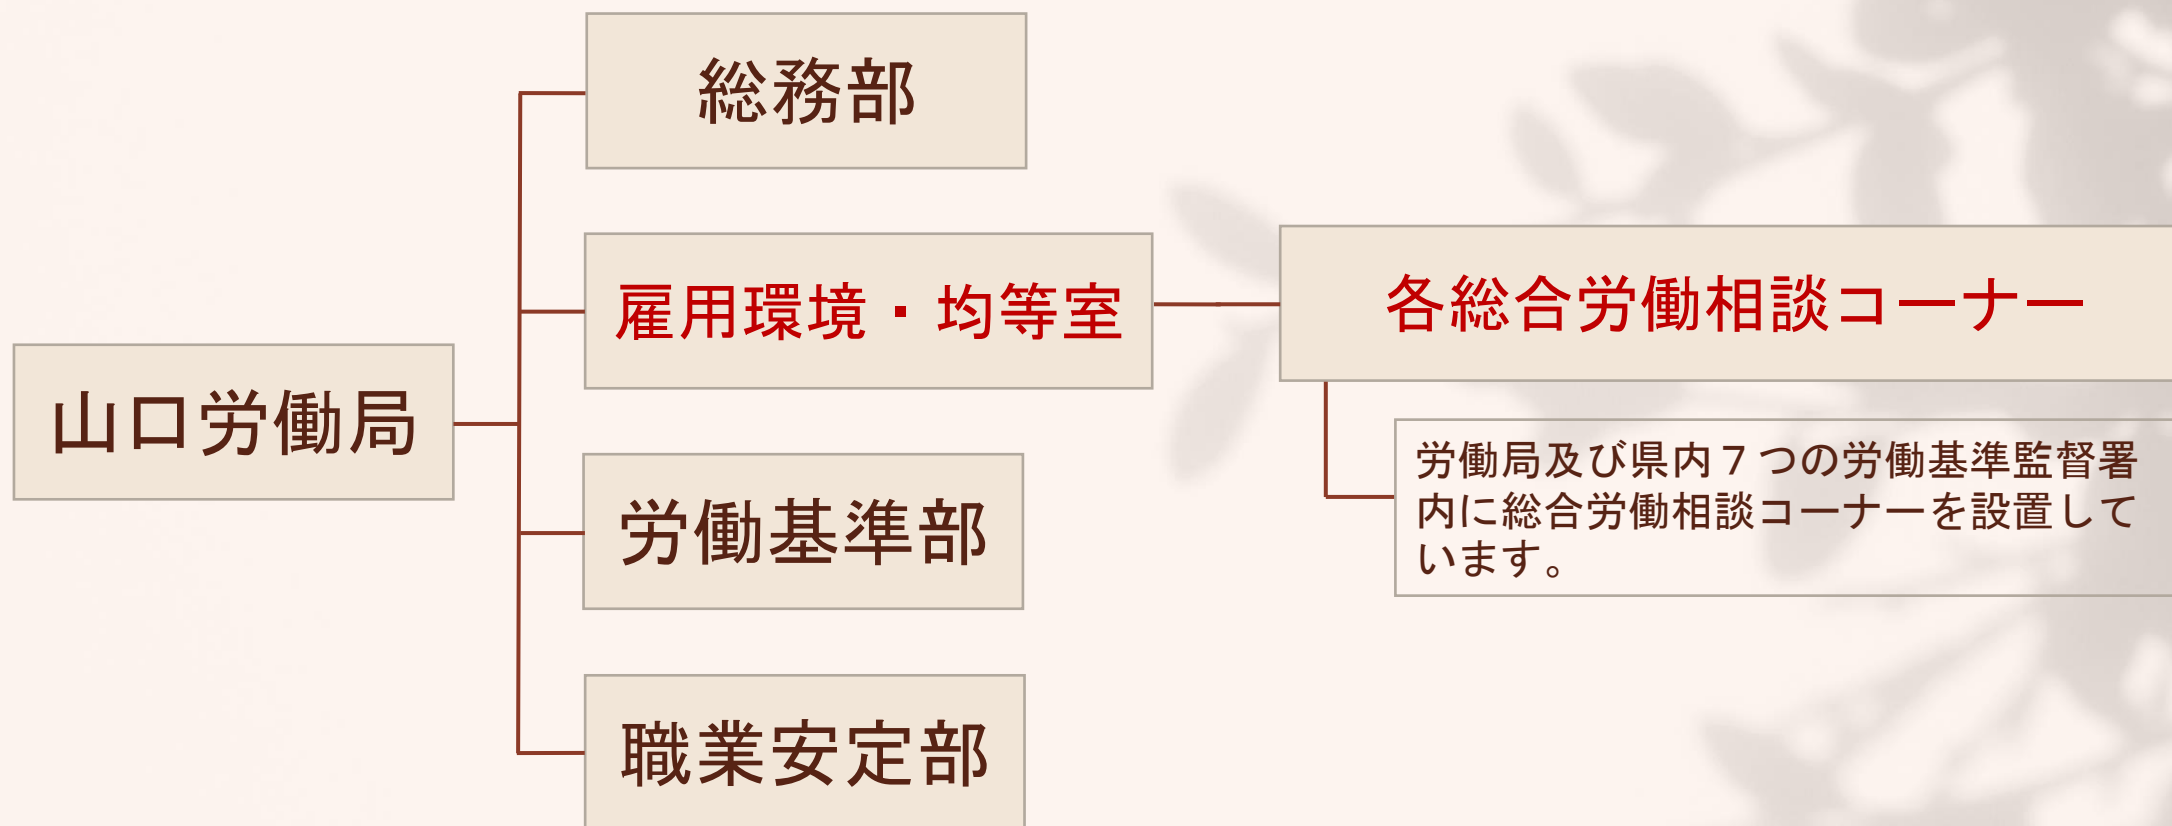 総務部
雇用環境・均等室
各総合労働相談コーナー
山口労働局
労働局及び県内７つの労働基準監督署
内に総合労働相談コーナーを設置して
います。
労働基準部
職業安定部